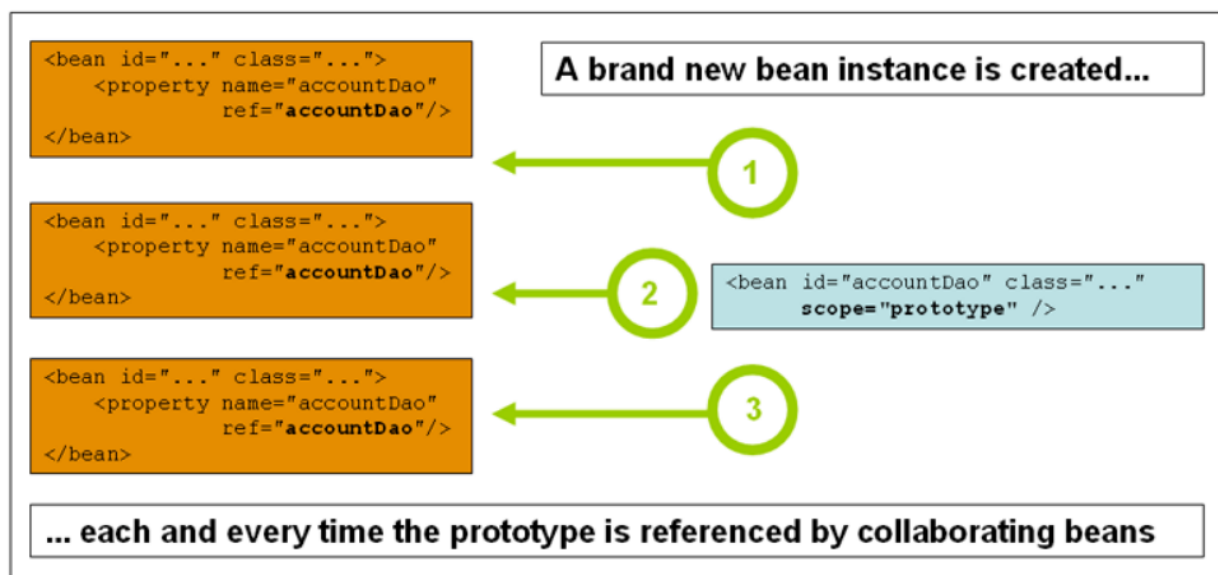 <bean id="..." class="...">
    <property name="accountDao"
              ref="accountDao"/>
</bean>
A brand new bean instance is created...
1
<bean id="..." class="...">
    <property name="accountDao"
              ref="accountDao"/>
</bean>
2
<bean id="accountDao" class="..."
      scope="prototype" />
<bean id="..." class="...">
    <property name="accountDao"
              ref="accountDao"/>
</bean>
3
... each and every time the prototype is referenced by collaborating beans